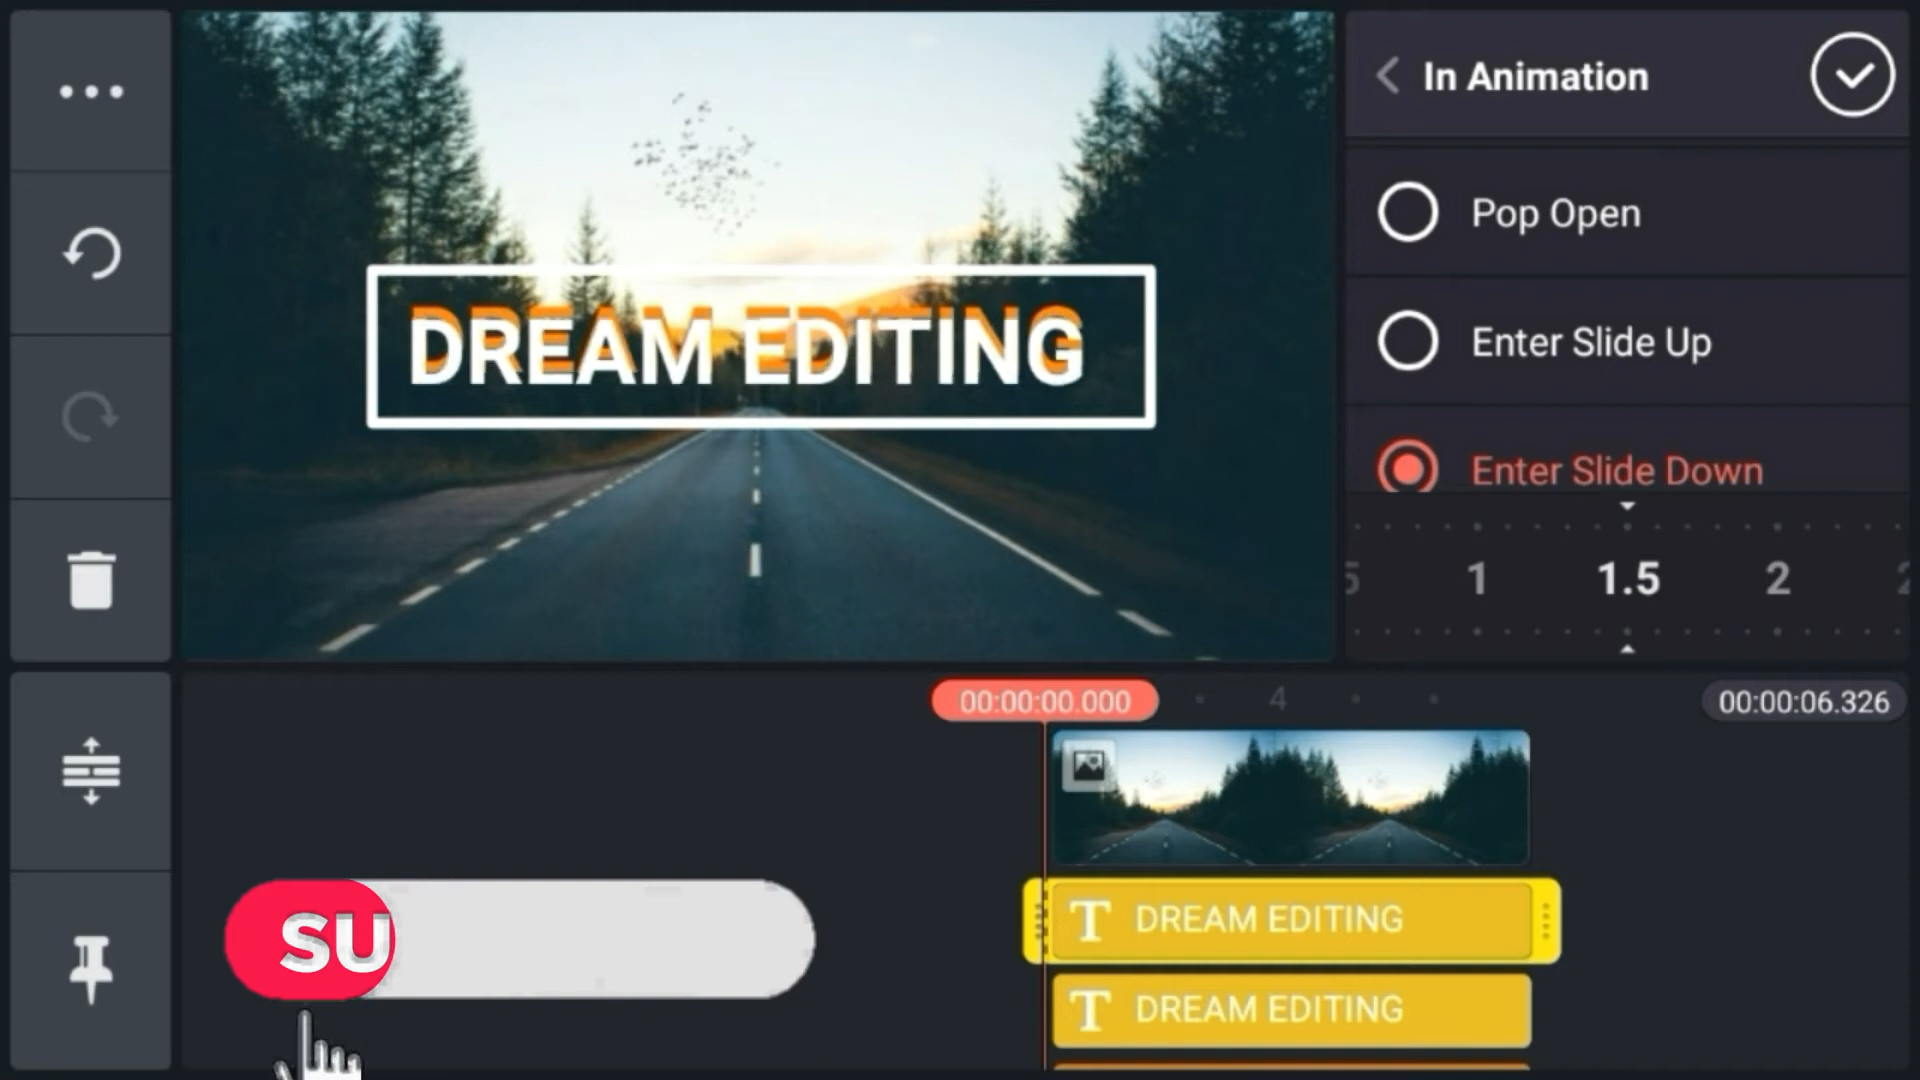 In Animation
Pop Open
Enter Slide Up
Enter Slide Down
1
1.5
2
DREAM EDITING
00:00:00.000
4
00:00:06.326
T DREAM EDITING
T DREAM EDITING
SU